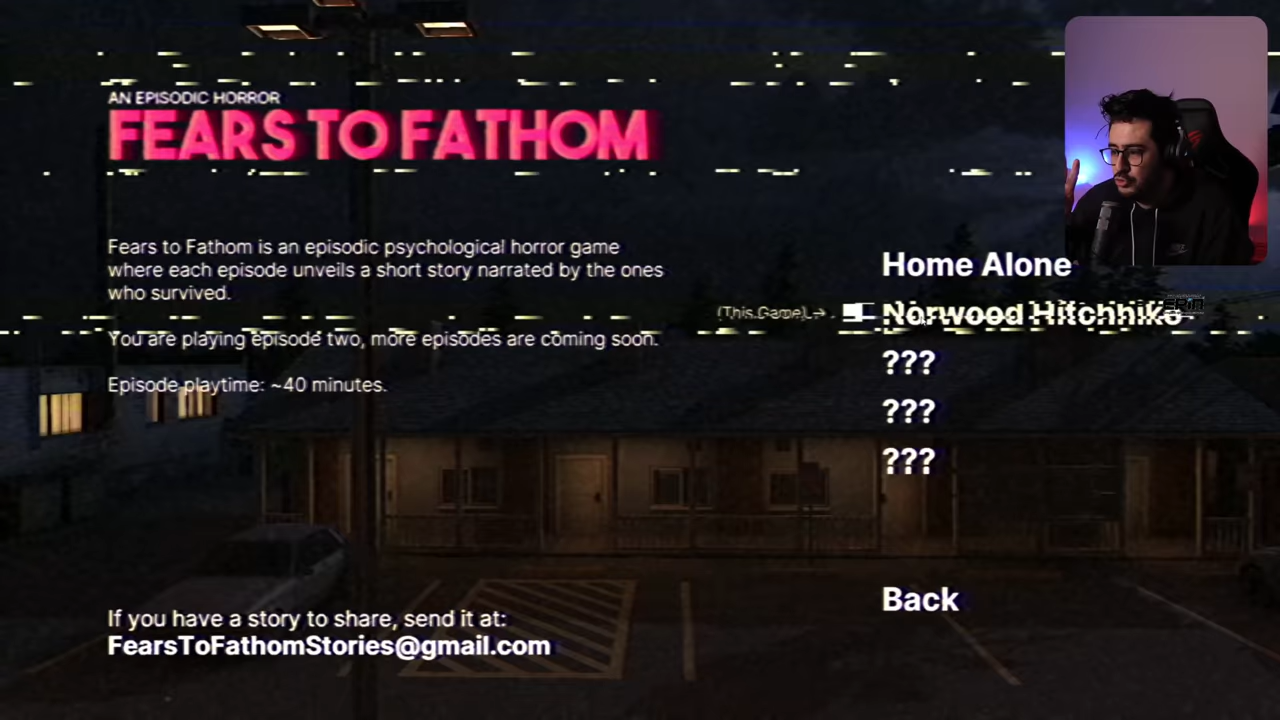 AN EPISODIC HORROR
FEARS TO FATHOM
Fears to Fathom is an episodic psychological horror game
where each episode unveils a short story narrated by the ones
who survived.
You are playing episode two, more episodes are coming soon.
Episode playtime: ~40 minutes.
If you have a story to share, send it at:
FearsToFathomStories@gmail.com
Home Alone
(This Game)→ Norwood Hitchhike
???
???
???
Back